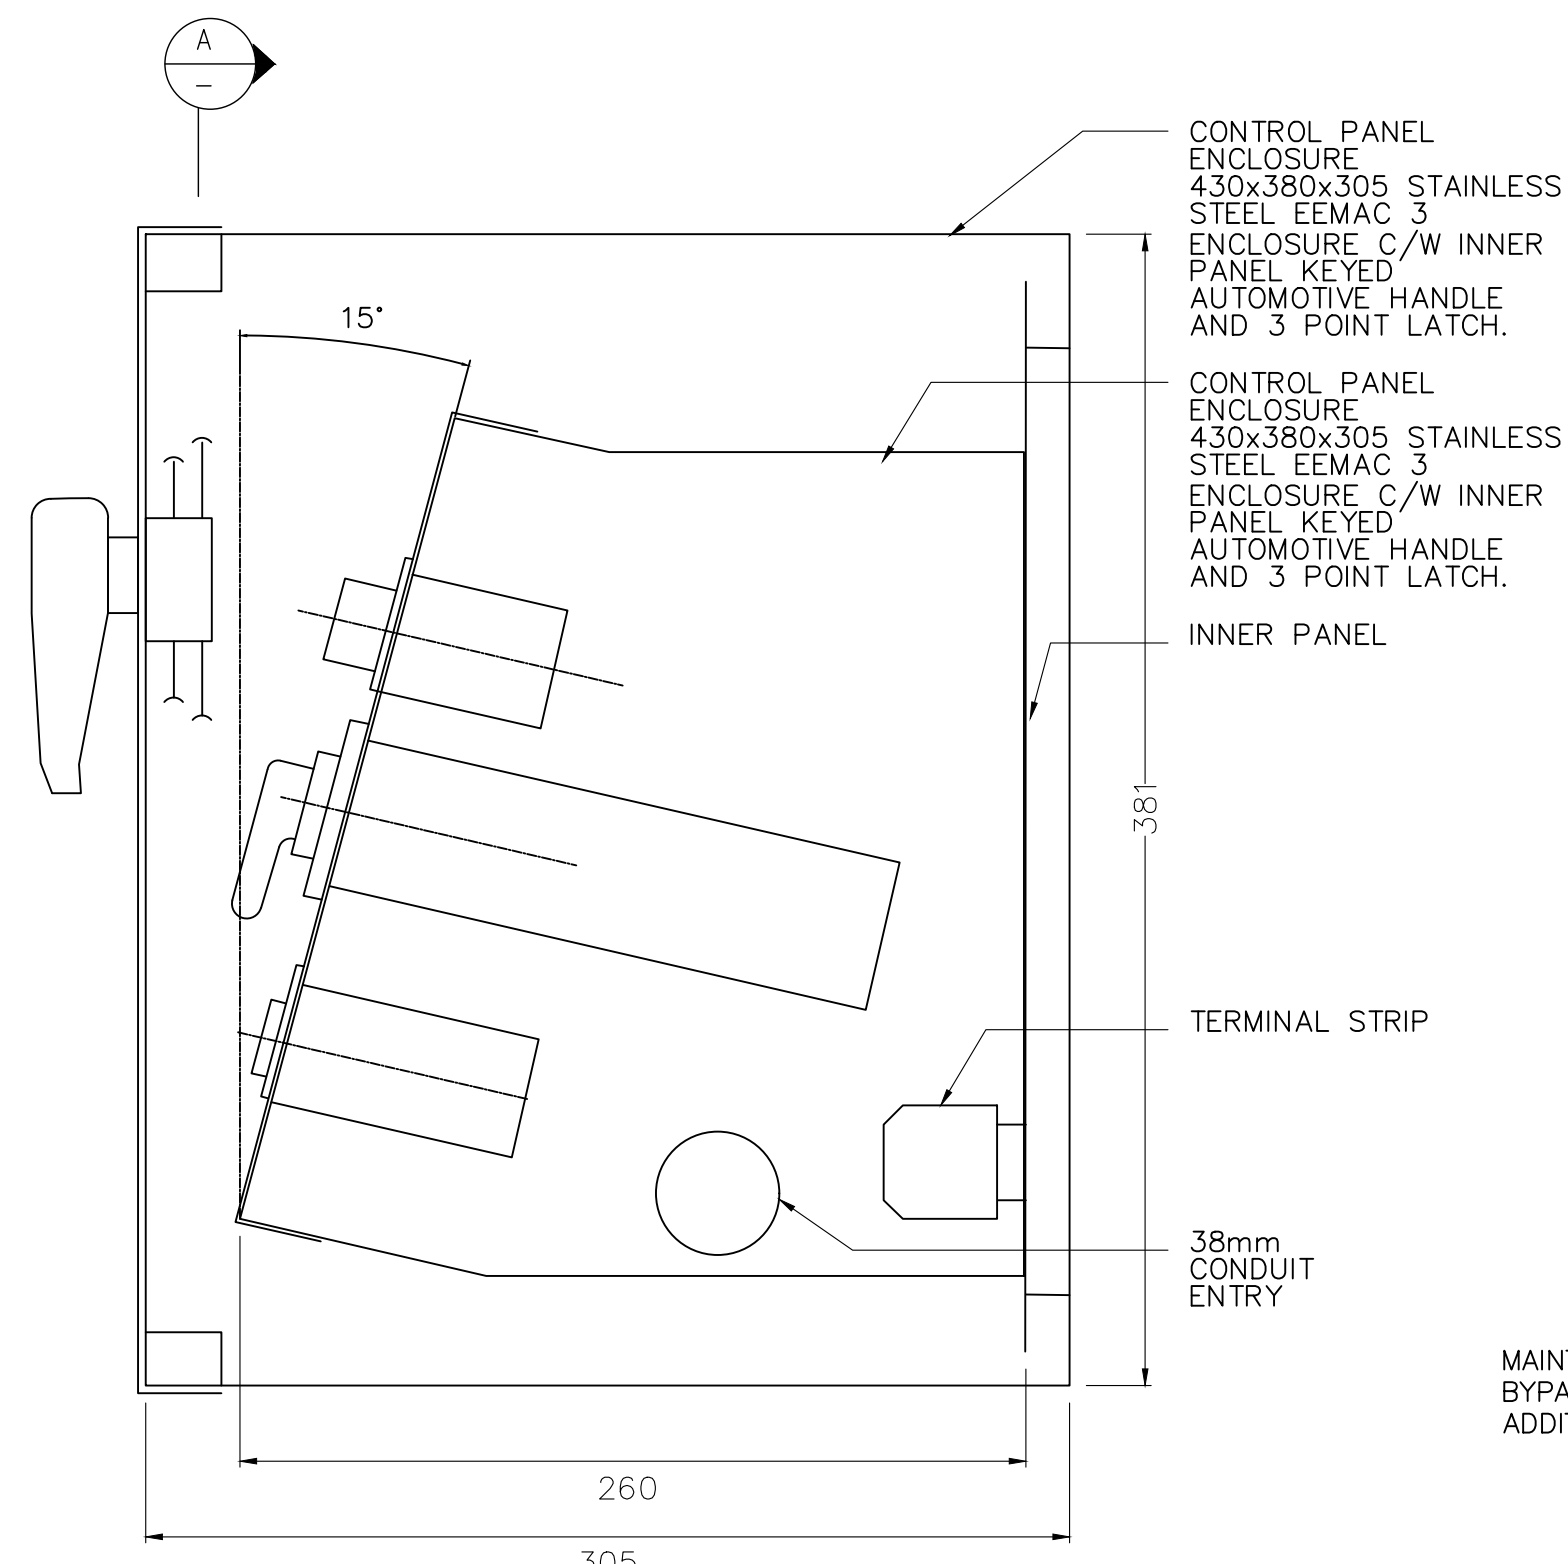 A
–
CONTROL PANEL
ENCLOSURE
430x380x305 STAINLESS
STEEL EEMAC 3
ENCLOSURE C/W INNER
PANEL KEYED
AUTOMOTIVE HANDLE
AND 3 POINT LATCH.
15°
CONTROL PANEL
ENCLOSURE
430x380x305 STAINLESS
STEEL EEMAC 3
ENCLOSURE C/W INNER
PANEL KEYED
AUTOMOTIVE HANDLE
AND 3 POINT LATCH.
INNER PANEL
381
TERMINAL STRIP
38mm
CONDUIT
ENTRY
260
305